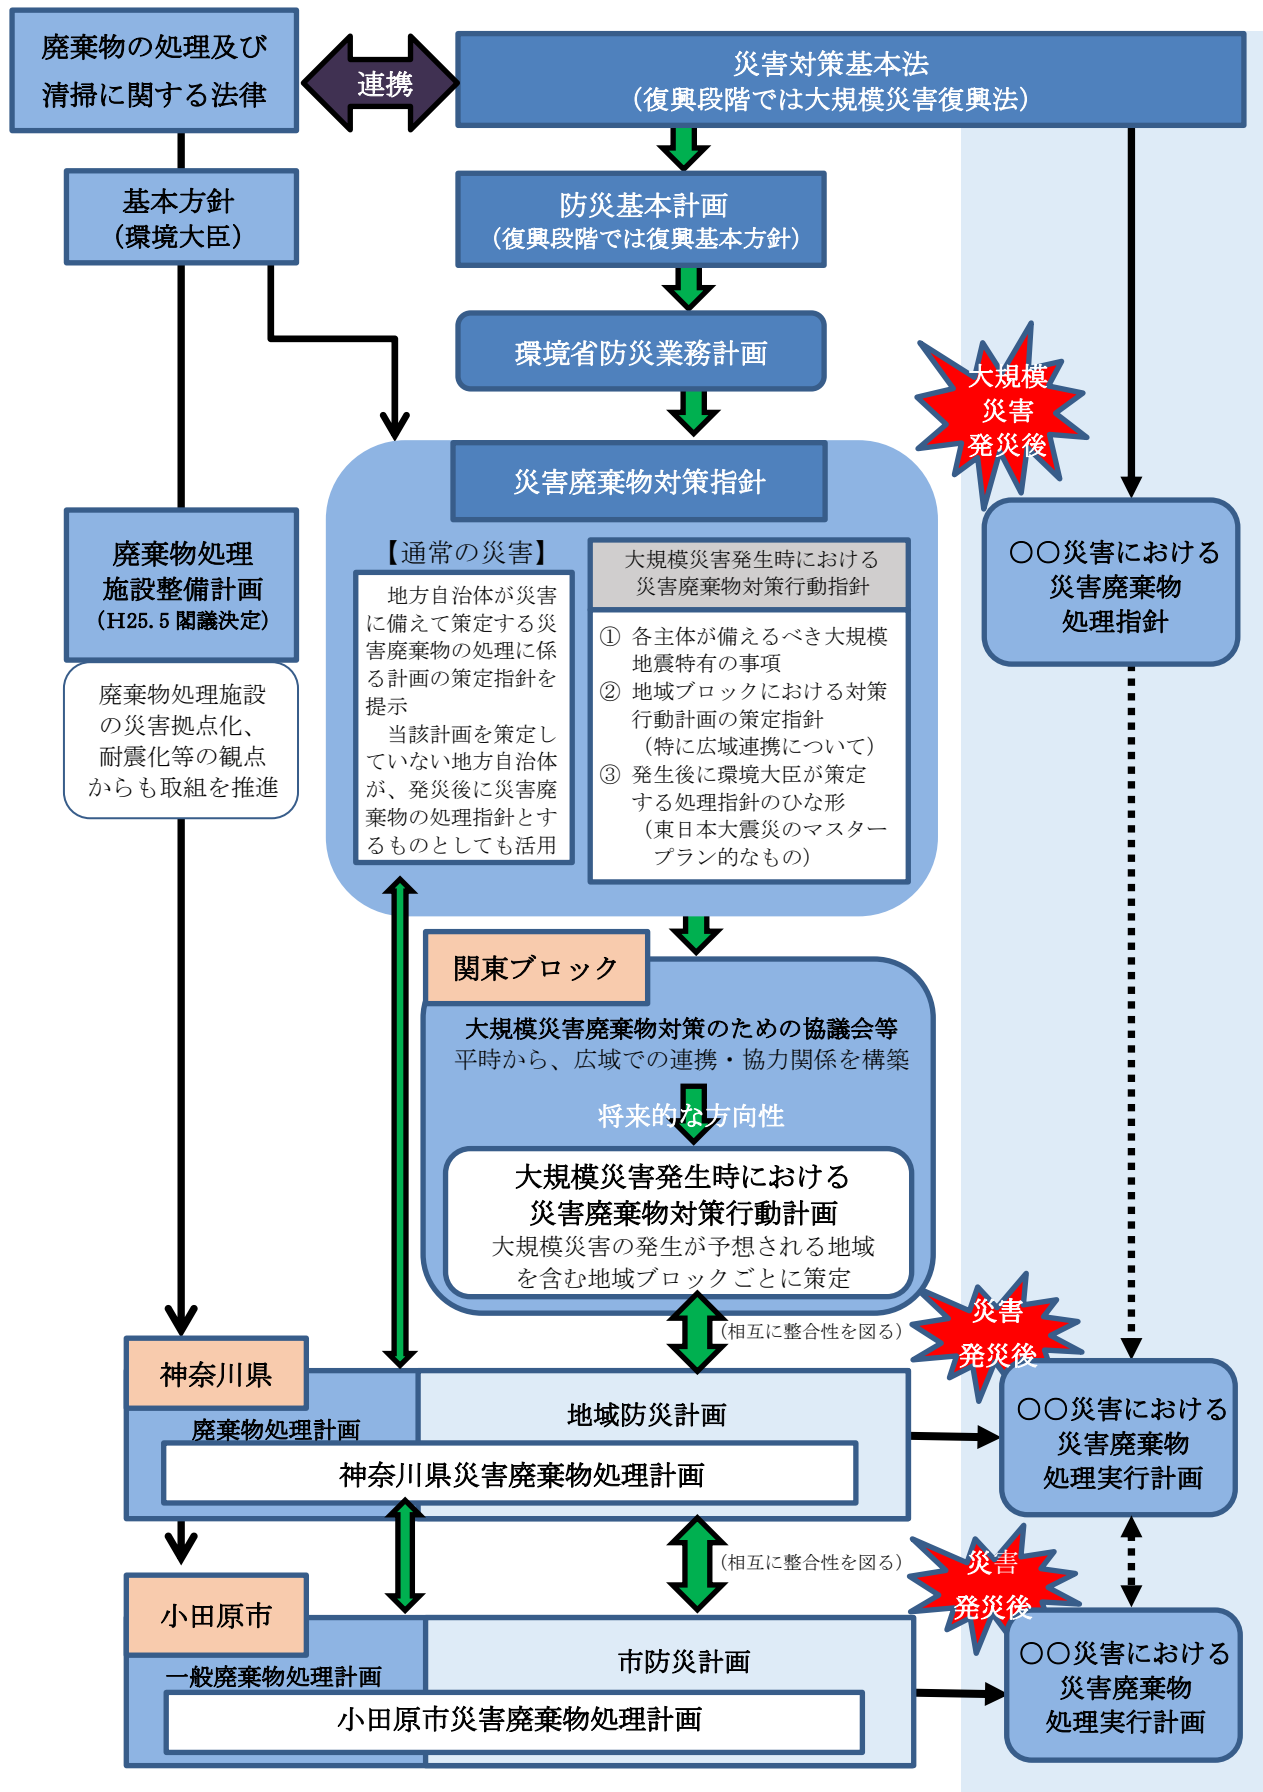 廃棄物の処理及び
清掃に関する法律
連携
災害対策基本法
（復興段階では大規模災害復興法）
基本方針
（環境大臣）
防災基本計画
（復興段階では復興基本方針）
環境省防災業務計画
大規模
災害
発災後
災害廃棄物対策指針
廃棄物処理
施設整備計画
（H25.5 閣議決定）
廃棄物処理施設
の災害拠点化、
耐震化等の観点
からも取組を推進
【通常の災害】
地方自治体が災害
に備えて策定する災
害廃棄物の処理に係
る計画の策定指針を
提示
当該計画を策定し
ていない地方自治体
が、発災後に災害廃
棄物の処理指針とす
るものとしても活用
大規模災害発生時における
災害廃棄物対策行動指針
① 各主体が備えるべき大規模
地震特有の事項
② 地域ブロックにおける対策
行動計画の策定指針
（特に広域連携について）
③ 発生後に環境大臣が策定
する処理指針のひな形
（東日本大震災のマスター
プラン的なもの）
〇〇災害における
災害廃棄物
処理指針
関東ブロック
大規模災害廃棄物対策のための協議会等
平時から、広域での連携・協力関係を構築
将来的な方向性
大規模災害発生時における
災害廃棄物対策行動計画
大規模災害の発生が予想される地域
を含む地域ブロックごとに策定
（相互に整合性を図る）
災害
発災後
神奈川県
廃棄物処理計画
地域防災計画
神奈川県災害廃棄物処理計画
〇〇災害における
災害廃棄物
処理実行計画
（相互に整合性を図る）
災害
発災後
小田原市
一般廃棄物処理計画
市防災計画
小田原市災害廃棄物処理計画
〇〇災害における
災害廃棄物
処理実行計画